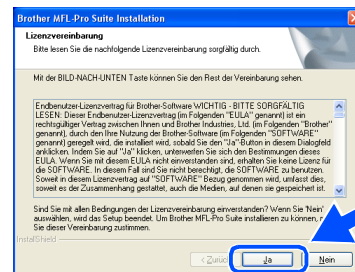 Brother MFL-Pro Suite Installation
Lizenzvereinbarung
Bitte lesen Sie die nachfolgende Lizenzvereinbarung sorgfältig durch.
Mit der BILD-NACH-UNTEN Taste können Sie den Rest der Vereinbarung sehen.
Endbenutzer-Lizenzvertrag für Brother-Software WICHTIG - BITTE SORGFÄLTIG
LESEN: Dieser Endbenutzer-Lizenzvertrag (im Folgenden "EULA" genannt) ist ein
rechtsgültiger Vertrag zwischen Ihnen und Brother Industries, Ltd. (im Folgenden "Brother"
genannt), durch den Ihre Nutzung der Brother-Software (im Folgenden "SOFTWARE"
genannt) geregelt wird, die installiert wird, sobald Sie den "Ja"-Button in diesem Dialogfeld
anklicken. Indem Sie auf "Ja" klicken, unterwerfen Sie sich den Bestimmungen dieses
EULA. Wenn Sie mit diesem EULA nicht einverstanden sind, erhalten Sie keine Lizenz für
die SOFTWARE. In diesem Fall sind Sie nicht berechtigt, die SOFTWARE zu benutzen.
Soweit in diesem Lizenzvertrag auf "SOFTWARE" Bezug genommen wird, umfasst dies,
soweit es der Zusammenhang gestattet, auch die Medien, auf denen sie gespeichert ist.
Sind Sie mit allen Bedingungen der Lizenzvereinbarung einverstanden? Wenn Sie 'Nein'
auswählen, wird das Setup beendet. Um Brother MFL-Pro Suite installieren zu können,
Sie dieser Vereinbarung zustimmen.
InstallShield
< Zurück Ja Nein